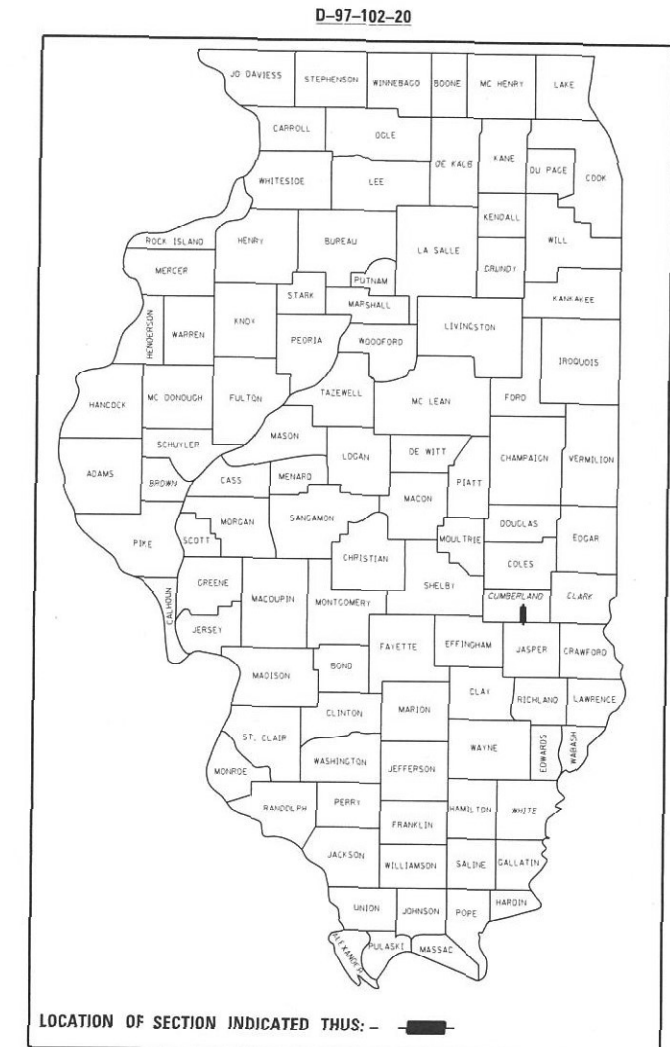 D-97-102-20
JO DAVIESS
STEPHENSON
WINNEBAGO
BOONE
MC HENRY
LAKE
CARROLL
OGLE
DE KALB
KANE
DU PAGE
COOK
WHITESIDE
LEE
KENDALL
WILL
ROCK ISLAND
HENRY
BUREAU
LA SALLE
GRUNDY
MERCER
PUTNAM
STARK
MARSHALL
KANKAKEE
HENDERSON
WARREN
KNOX
PEORIA
WOODFORD
LIVINGSTON
IROQUOIS
HANCOCK
MC DONOUGH
FULTON
TAZEWELL
MC LEAN
FORD
SCHUYLER
MASON
LOGAN
DE WITT
CHAMPAIGN
VERMILION
ADAMS
BROWN
CASS
MENARD
PIATT
MACON
MORGAN
SANGAMON
DOUGLAS
PIKE
SCOTT
CHRISTIAN
MOULTRIE
EDGAR
COLES
GREENE
MACOUPIN
MONTGOMERY
SHELBY
CUMBERLAND
CLARK
CALHOUN
JERSEY
FAYETTE
EFFINGHAM
JASPER
CRAWFORD
MADISON
BOND
CLAY
RICHLAND
LAWRENCE
CLINTON
MARION
ST. CLAIR
WAYNE
EDWARDS
WABASH
MONROE
WASHINGTON
JEFFERSON
RANDOLPH
PERRY
HAMILTON
WHITE
FRANKLIN
JACKSON
WILLIAMSON
SALINE
GALLATIN
UNION
JOHNSON
POPE
HARDIN
ALEXANDER
PULASKI
MASSAC
LOCATION OF SECTION INDICATED THUS: -